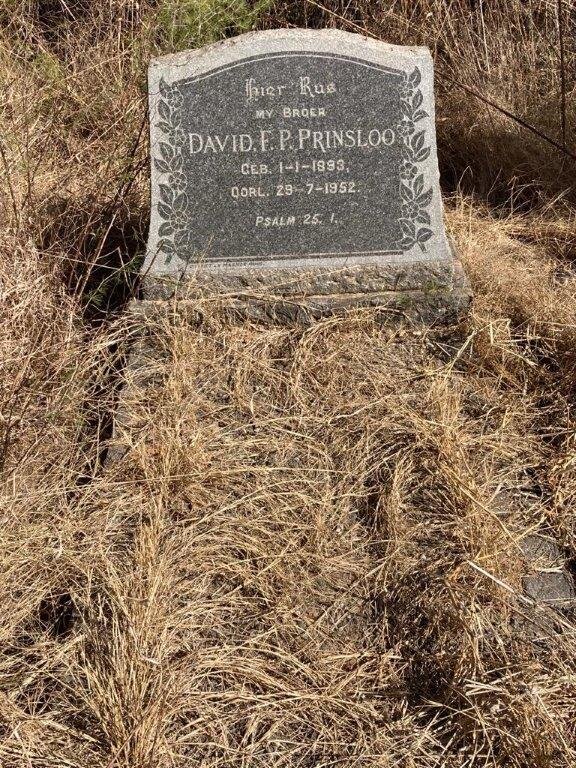 Hier Rus
MY BROER
DAVID. F. P. PRINSLOO
GEB. 1-1-1893,
OORL. 29-7-1952.
PSALM 25. 1.